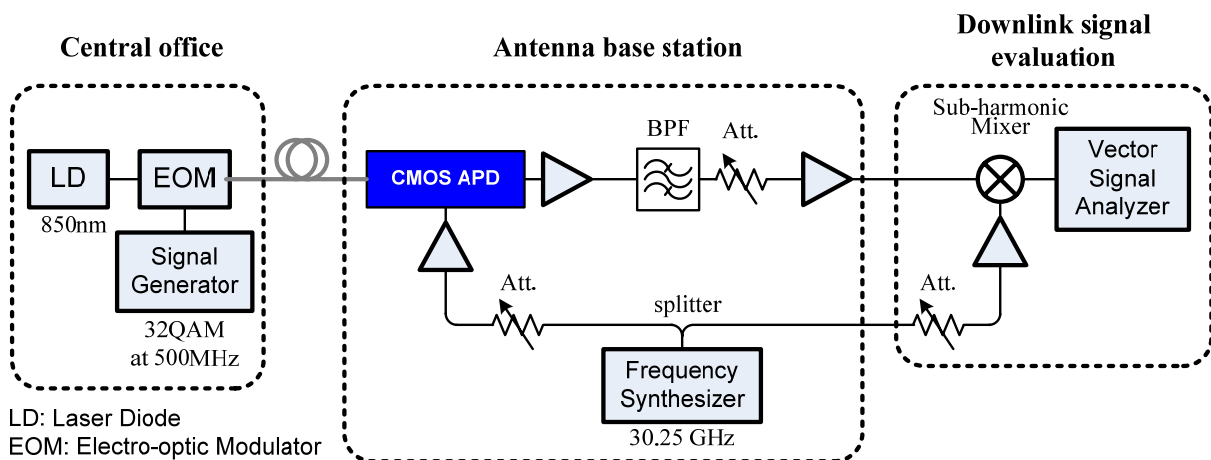 Central office
Antenna base station
Downlink signal
evaluation
LD
850nm
EOM
Signal
Generator
32QAM
at 500MHz
CMOS APD
BPF
Att.
Att.
splitter
Frequency
Synthesizer
30.25 GHz
Sub-harmonic
Mixer
Vector
Signal
Analyzer
Att.
LD: Laser Diode
EOM: Electro-optic Modulator